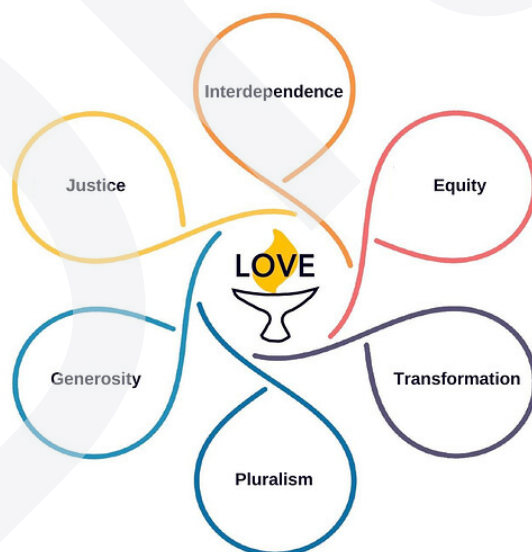 Interdependence
Justice
Equity
LOVE
Generosity
Transformation
Pluralism